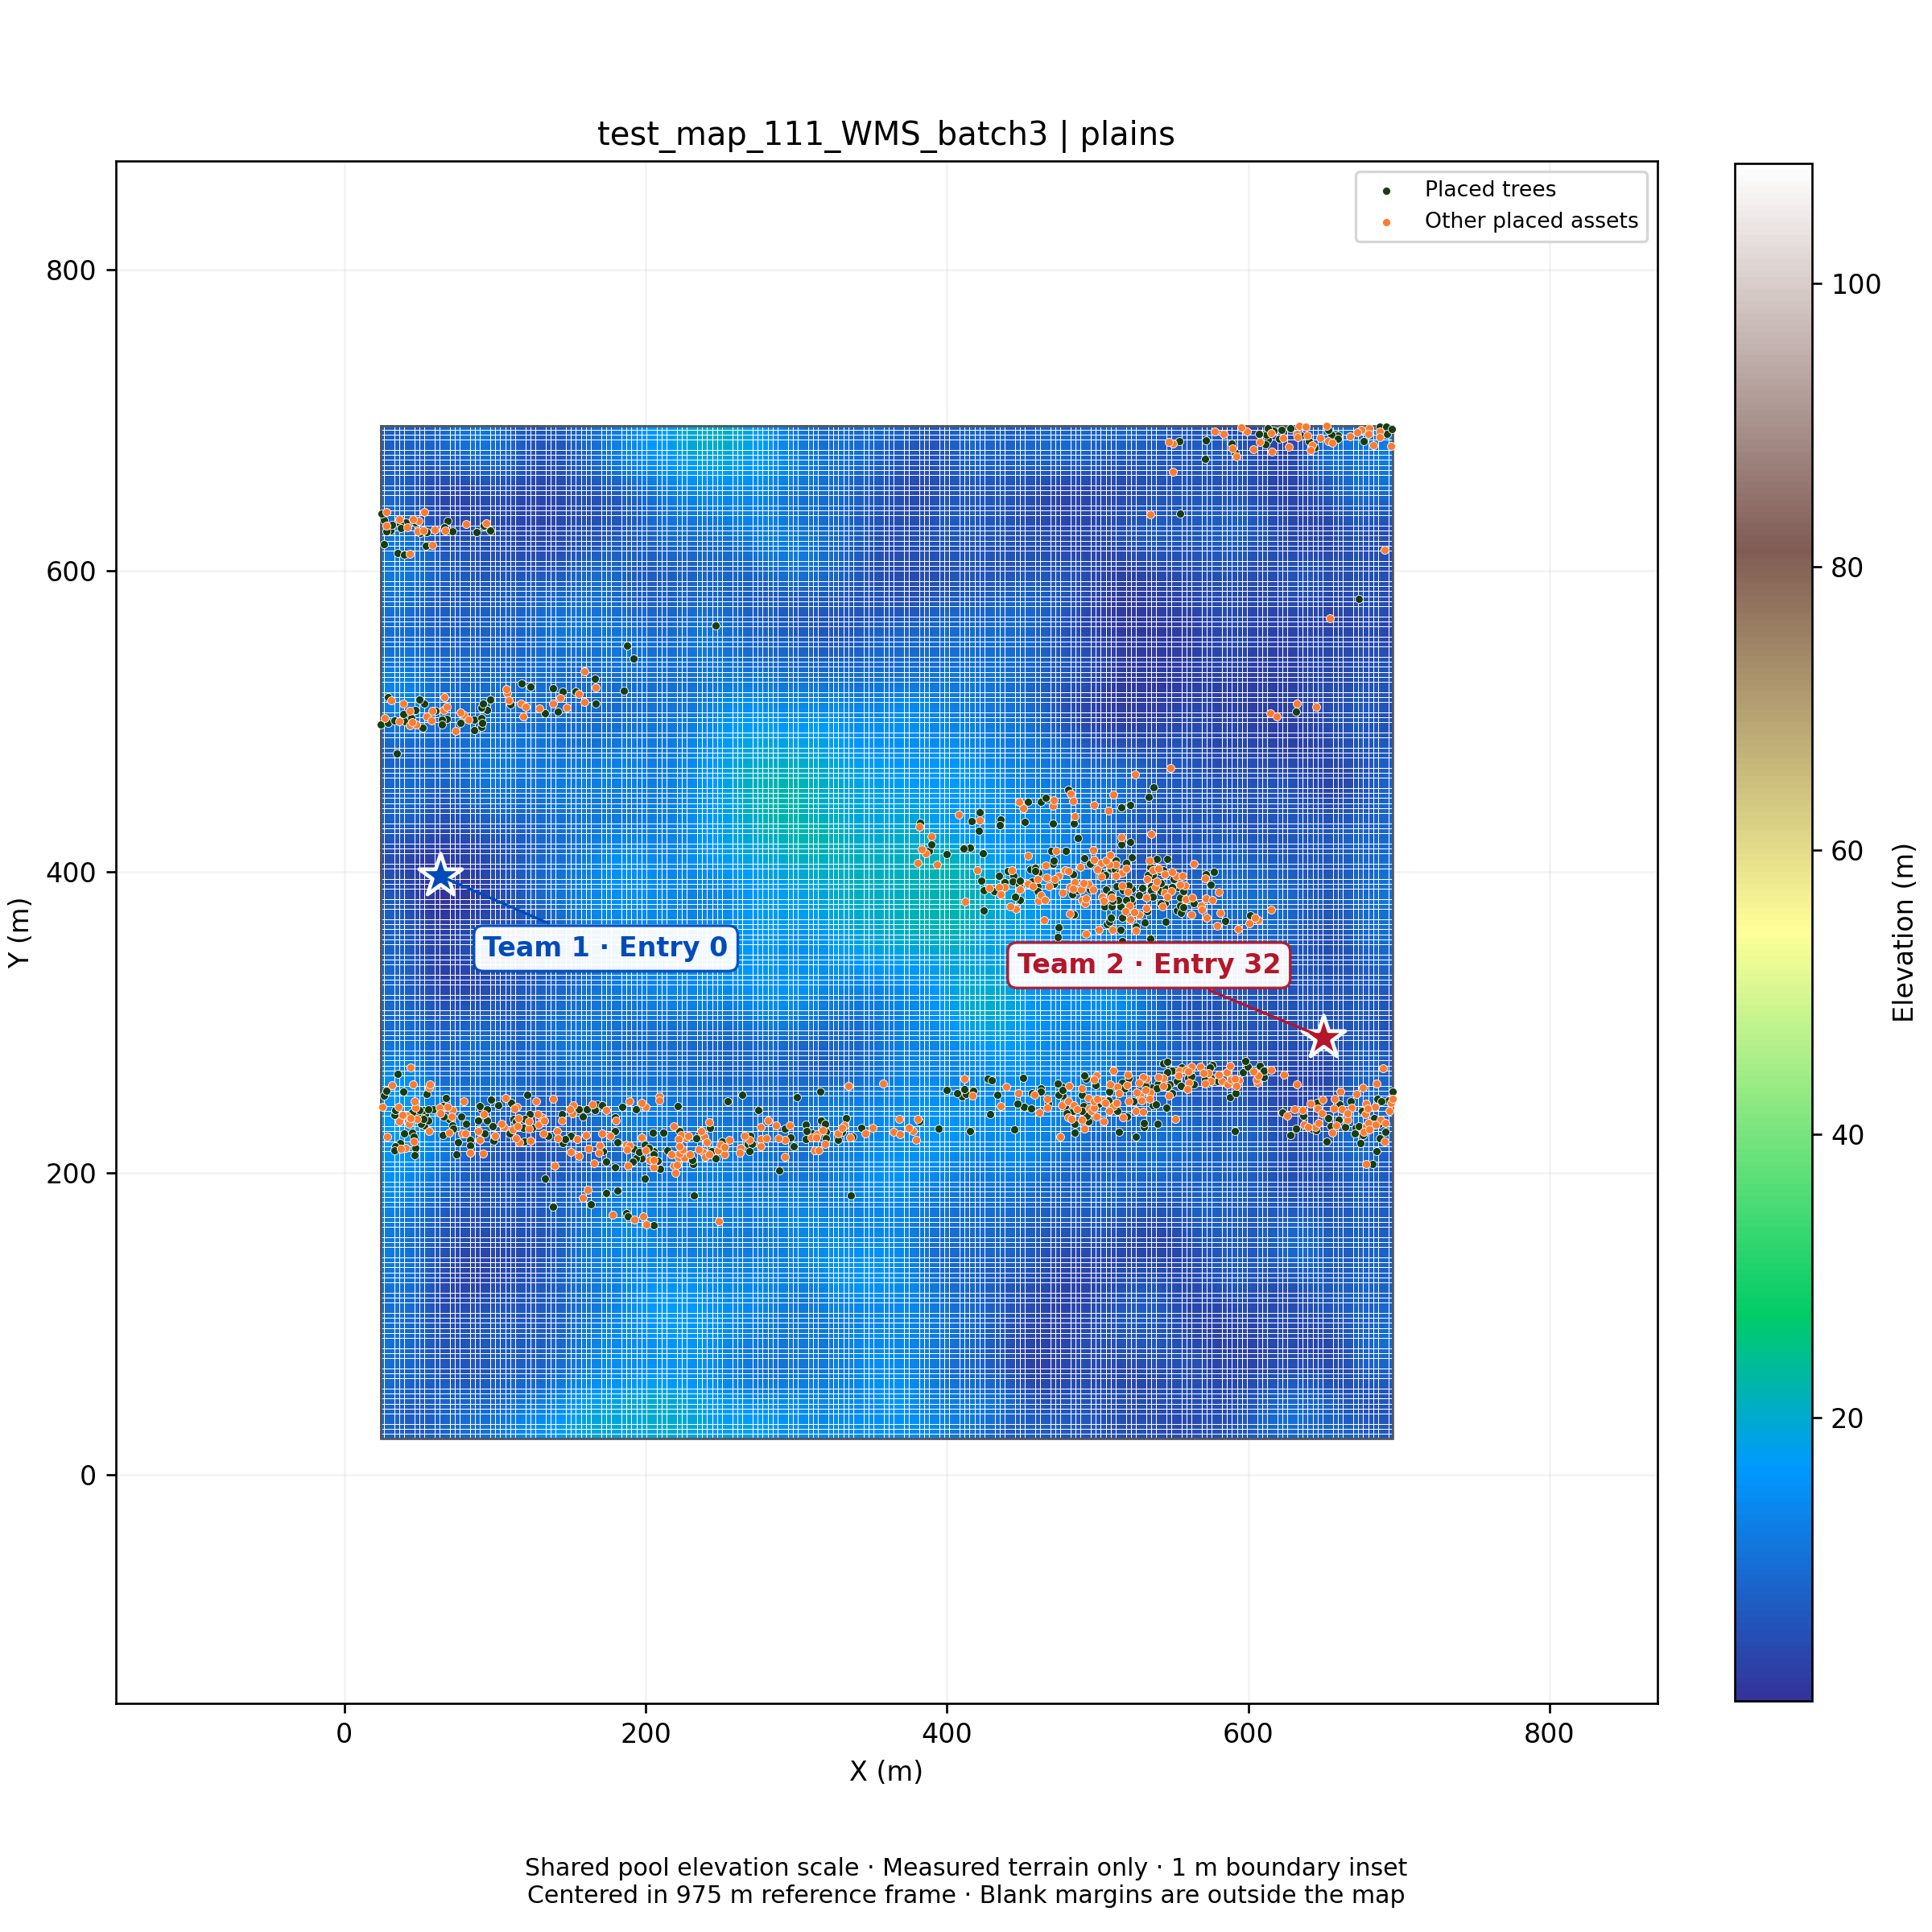 test_map_111_WMS_batch3 | plains
Placed trees
Other placed assets
800
600
400
200
0
Y (m)
Team 1 · Entry 0
Team 2 · Entry 32
0
200
400
600
800
X (m)
100
80
60
40
20
Elevation (m)
Shared pool elevation scale · Measured terrain only · 1 m boundary inset
Centered in 975 m reference frame · Blank margins are outside the map